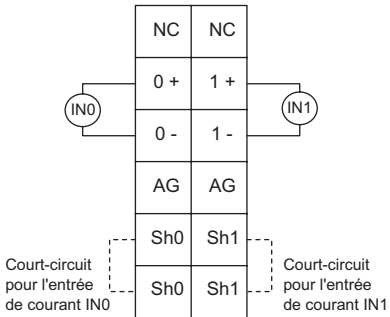 NC NC
0 + 1 +
IN0 IN1
0 - 1 -
AG AG
Sh0 Sh1
Sh0 Sh1
Court-circuit
pour l'entrée
de courant IN0
Court-circuit
pour l'entrée
de courant IN1